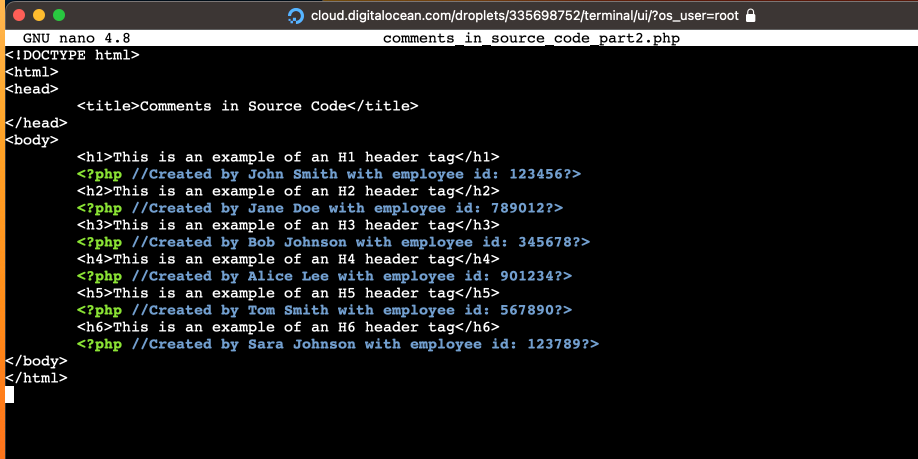 cloud.digitalocean.com/droplets/335698752/terminal/ui/?os_user=root
GNU nano 4.8 comments_in_source_code_part2.php
<!DOCTYPE html>
<html>
<head>
<title>Comments in Source Code</title>
</head>
<body>
<h1>This is an example of an H1 header tag</h1>
<?php //Created by John Smith with employee id: 123456?>
<h2>This is an example of an H2 header tag</h2>
<?php //Created by Jane Doe with employee id: 789012?>
<h3>This is an example of an H3 header tag</h3>
<?php //Created by Bob Johnson with employee id: 345678?>
<h4>This is an example of an H4 header tag</h4>
<?php //Created by Alice Lee with employee id: 901234?>
<h5>This is an example of an H5 header tag</h5>
<?php //Created by Tom Smith with employee id: 567890?>
<h6>This is an example of an H6 header tag</h6>
<?php //Created by Sara Johnson with employee id: 123789?>
</body>
</html>